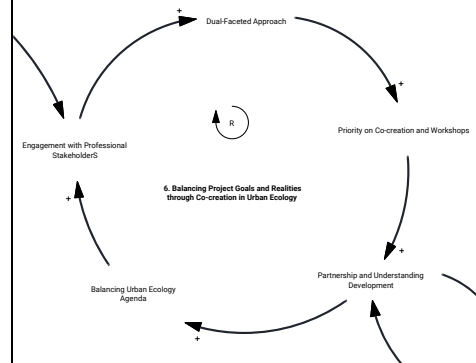 +
Dual-Faceted Approach
+
R
Priority on Co-creation and Workshops
Engagement with Professional
StakeholderS
6. Balancing Project Goals and Realities
through Co-creation in Urban Ecology
+
+
Partnership and Understanding
Development
Balancing Urban Ecology
Agenda
+